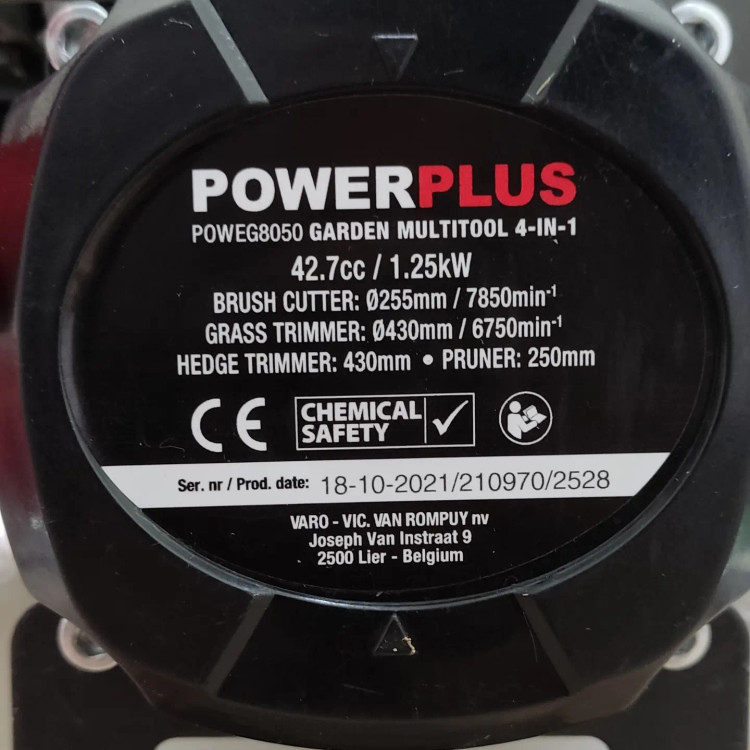 POWERPLUS
POWEG8050 GARDEN MULTITOOL 4-IN-1
42.7cc / 1.25kW
BRUSH CUTTER: Ø255mm / 7850min⁻¹
GRASS TRIMMER: Ø430mm / 6750min⁻¹
HEDGE TRIMMER: 430mm • PRUNER: 250mm
CE CHEMICAL
SAFETY
Ser. nr / Prod. date: 18-10-2021/210970/2528
VARO - VIC. VAN ROMPUY nv
Joseph Van Instraat 9
2500 Lier - Belgium